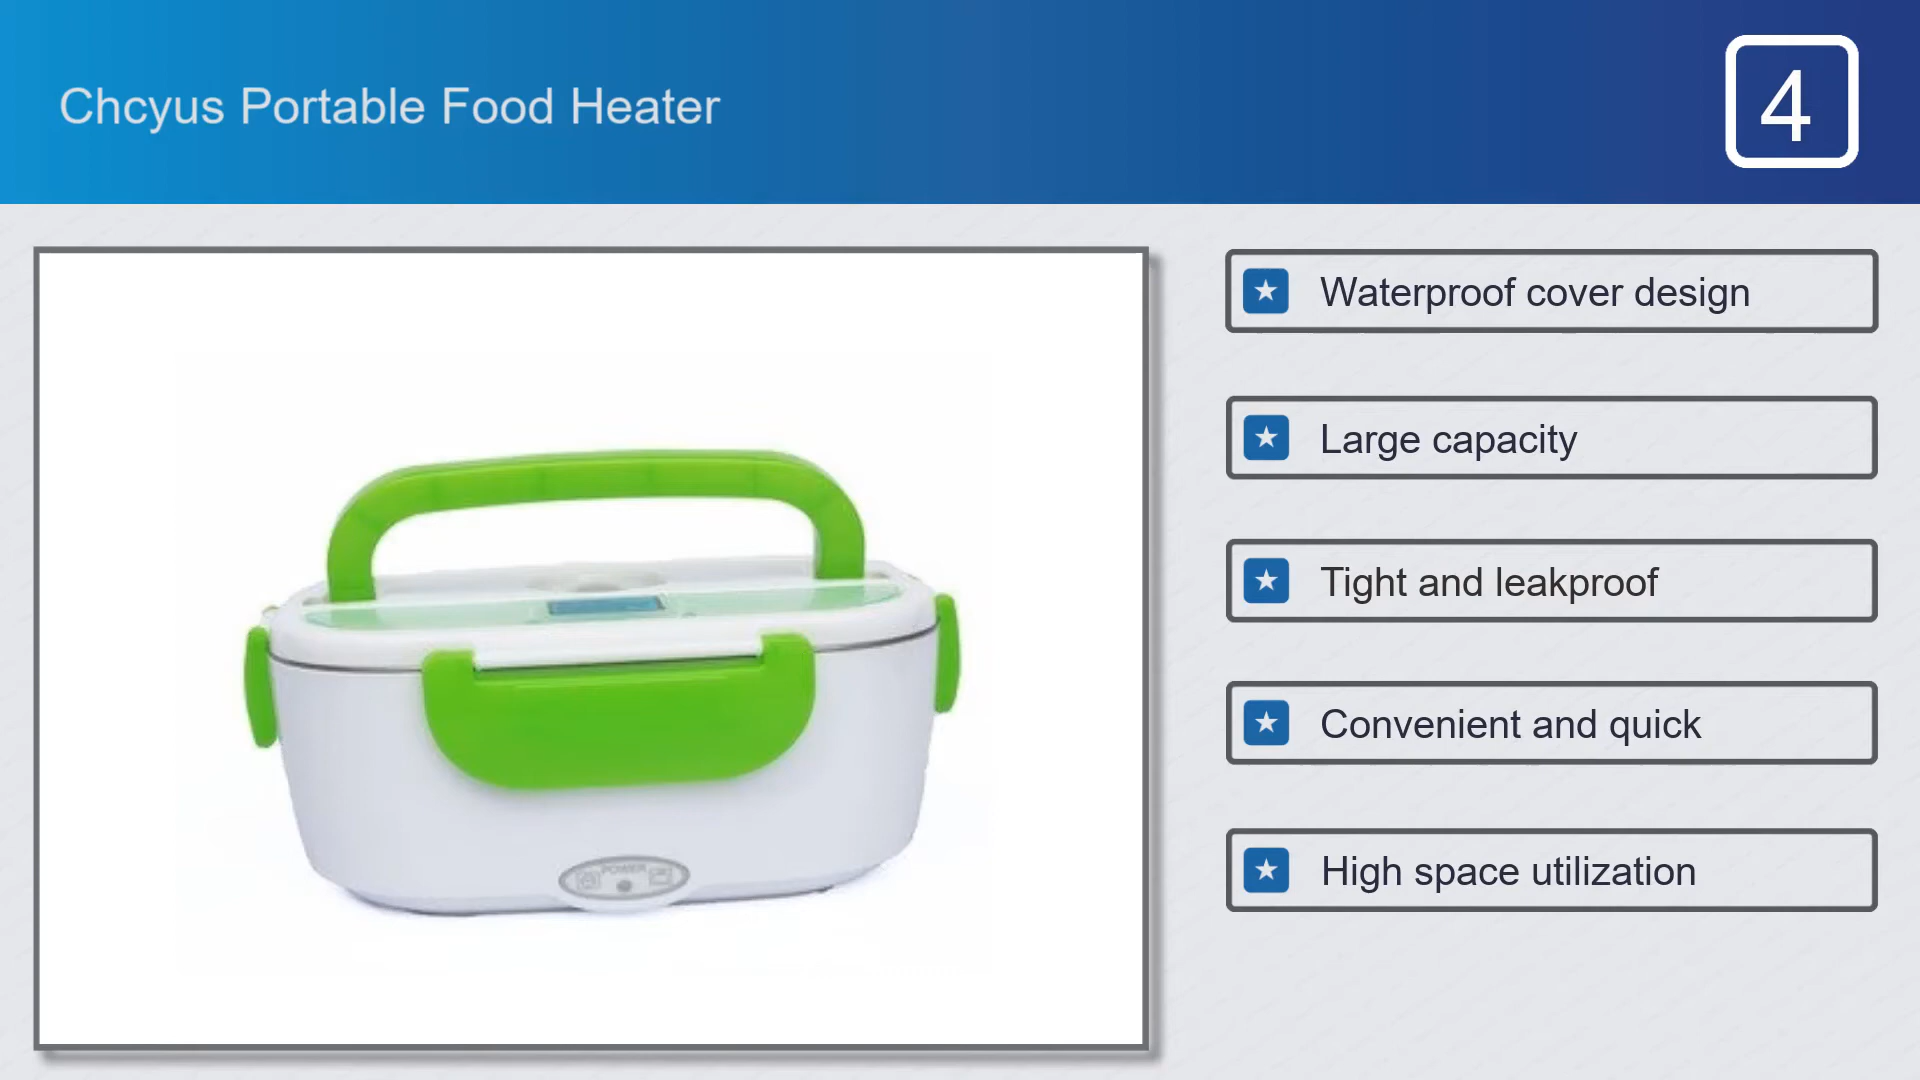 Chcyus Portable Food Heater
4
Waterproof cover design
Large capacity
Tight and leakproof
Convenient and quick
High space utilization
POWER